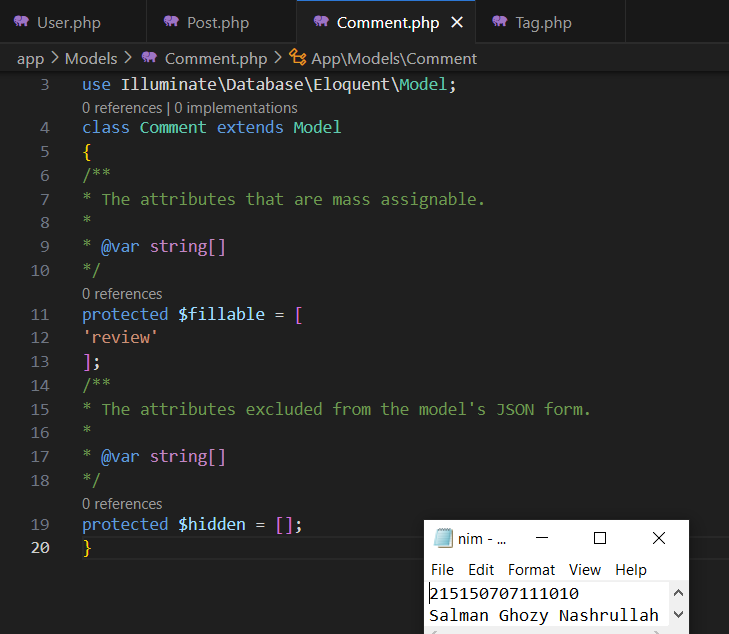 User.php Post.php Comment.php Tag.php
app > Models > Comment.php > App\Models\Comment
3 use Illuminate\Database\Eloquent\Model;
0 references | 0 implementations
4 class Comment extends Model
5 {
6 /**
7 * The attributes that are mass assignable.
8 *
9 * @var string[]
10 */
0 references
11 protected $fillable = [
12 'review'
13 ];
14 /**
15 * The attributes excluded from the model's JSON form.
16 *
17 * @var string[]
18 */
0 references
19 protected $hidden = [];
20 }
nim - ...
File Edit Format View Help
215150707111010
Salman Ghozy Nashrullah